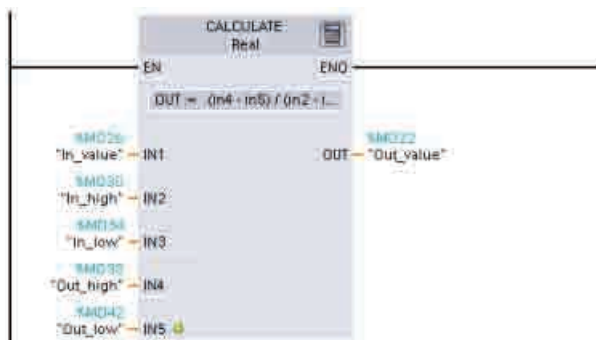 CALCULATE
Real
EN ENO
OUT := (in4 - in5) / (in2 - i...
%MD26
"In_value" IN1
%MD22
OUT "Out_value"
%MD30
"In_high" IN2
%MD34
"In_low" IN3
%MD38
"Out_high" IN4
%MD42
"Out_low" IN5